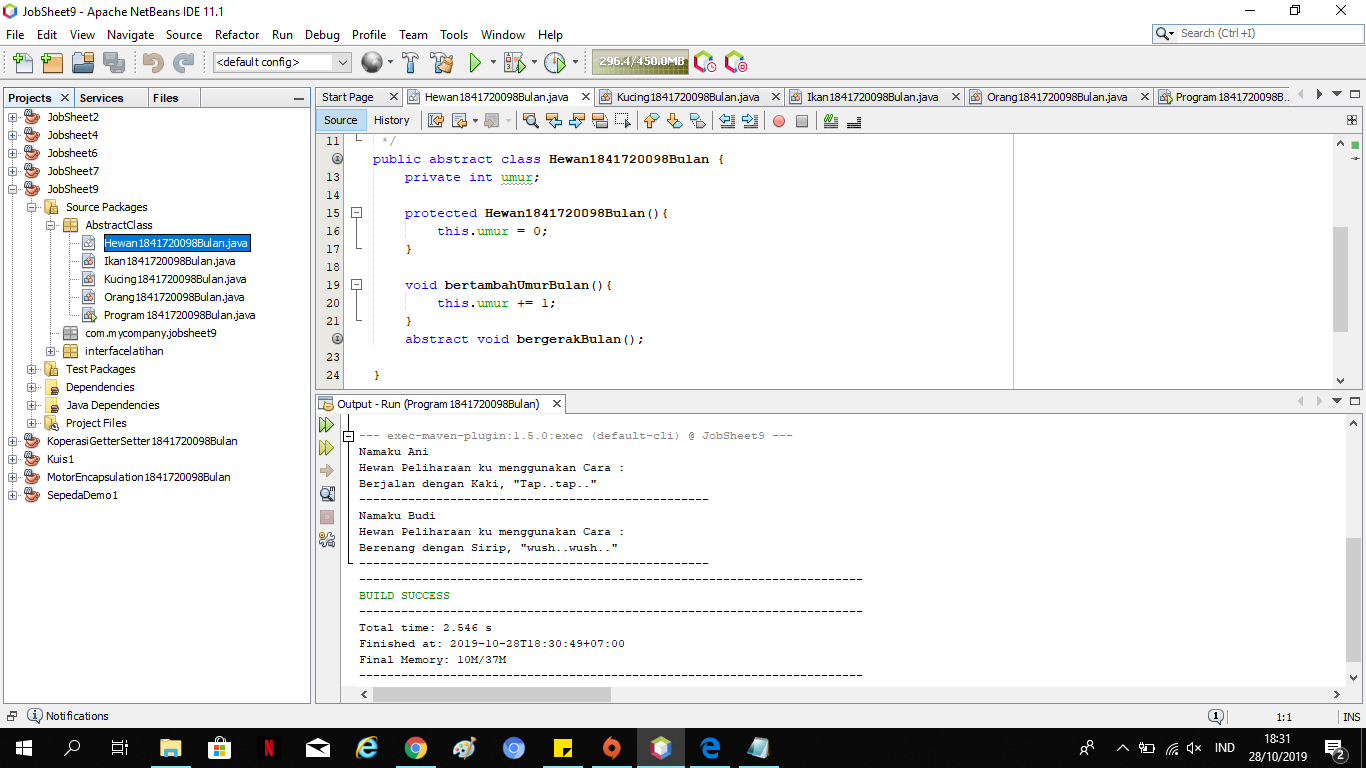 JobSheet9 - Apache NetBeans IDE 11.1
File Edit View Navigate Source Refactor Run Debug Profile Team Tools Window Help
Search (Ctrl+I)
<default config>
296.4/450.0MB
Projects Services Files
JobSheet2
Jobsheet4
Jobsheet6
JobSheet7
JobSheet9
Source Packages
AbstractClass
Hewan1841720098Bulan.java
Ikan1841720098Bulan.java
Kucing1841720098Bulan.java
Orang1841720098Bulan.java
Program1841720098Bulan.java
com.mycompany.jobsheet9
interfacelatihan
Test Packages
Dependencies
Java Dependencies
Project Files
KoperasiGetterSetter1841720098Bulan
Kuis1
MotorEncapsulation1841720098Bulan
SepedaDemo1
Start Page Hewan1841720098Bulan.java Kucing1841720098Bulan.java Ikan1841720098Bulan.java Orang1841720098Bulan.java Program1841720098B...
Source History
11 */
public abstract class Hewan1841720098Bulan {
13 private int umur;
14
15 protected Hewan1841720098Bulan(){
16 this.umur = 0;
17 }
18
19 void bertambahUmurBulan(){
20 this.umur += 1;
21 }
abstract void bergerakBulan();
23
24 }
Output - Run (Program1841720098Bulan)
--- exec-maven-plugin:1.5.0:exec (default-cli) @ JobSheet9 ---
Namaku Ani
Hewan Peliharaan ku menggunakan Cara :
Berjalan dengan Kaki, "Tap..tap.."
--------------------------------------------------
Namaku Budi
Hewan Peliharaan ku menggunakan Cara :
Berenang dengan Sirip, "wush..wush.."
--------------------------------------------------
------------------------------------------------------------------------
BUILD SUCCESS
------------------------------------------------------------------------
Total time: 2.546 s
Finished at: 2019-10-28T18:30:49+07:00
Final Memory: 10M/37M
------------------------------------------------------------------------
Notifications
1:1 INS
IND
18:31
28/10/2019
2